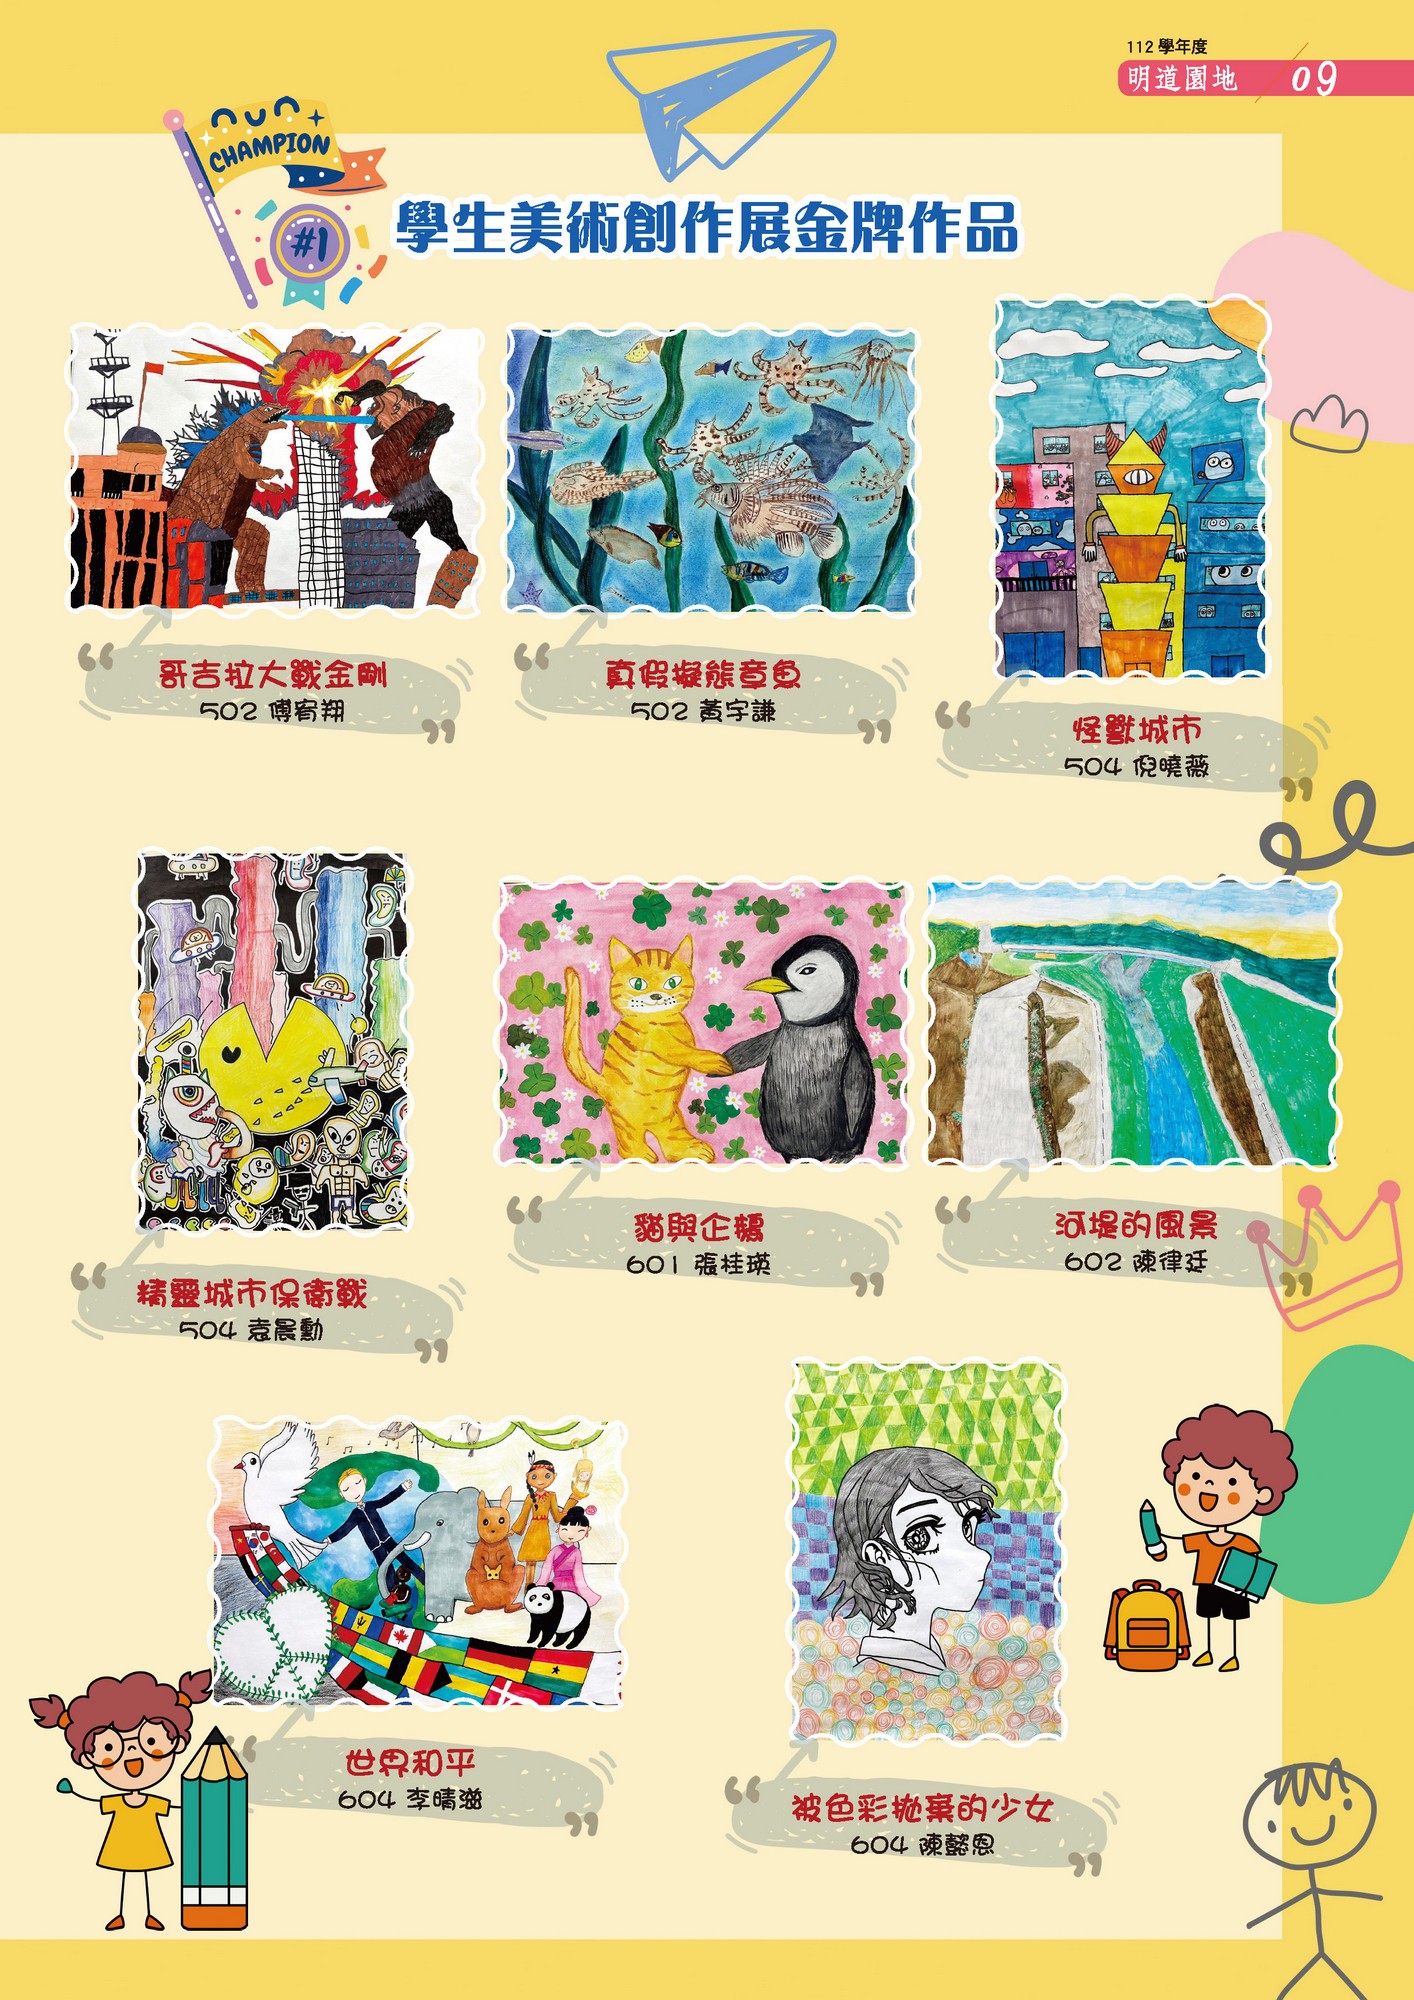 112 學年度
明道園地 09
CHAMPION
#1
學生美術創作展金牌作品
哥吉拉大戰金剛
502 傅宥翔
真假擬態章魚
502 黃宇謙
怪獸城市
504 倪曉薇
精靈城市保衛戰
504 袁晨勳
貓與企鵝
601 張桂瑛
河堤的風景
602 陳律廷
世界和平
604 李晴滋
被色彩拋棄的少女
604 陳懿恩